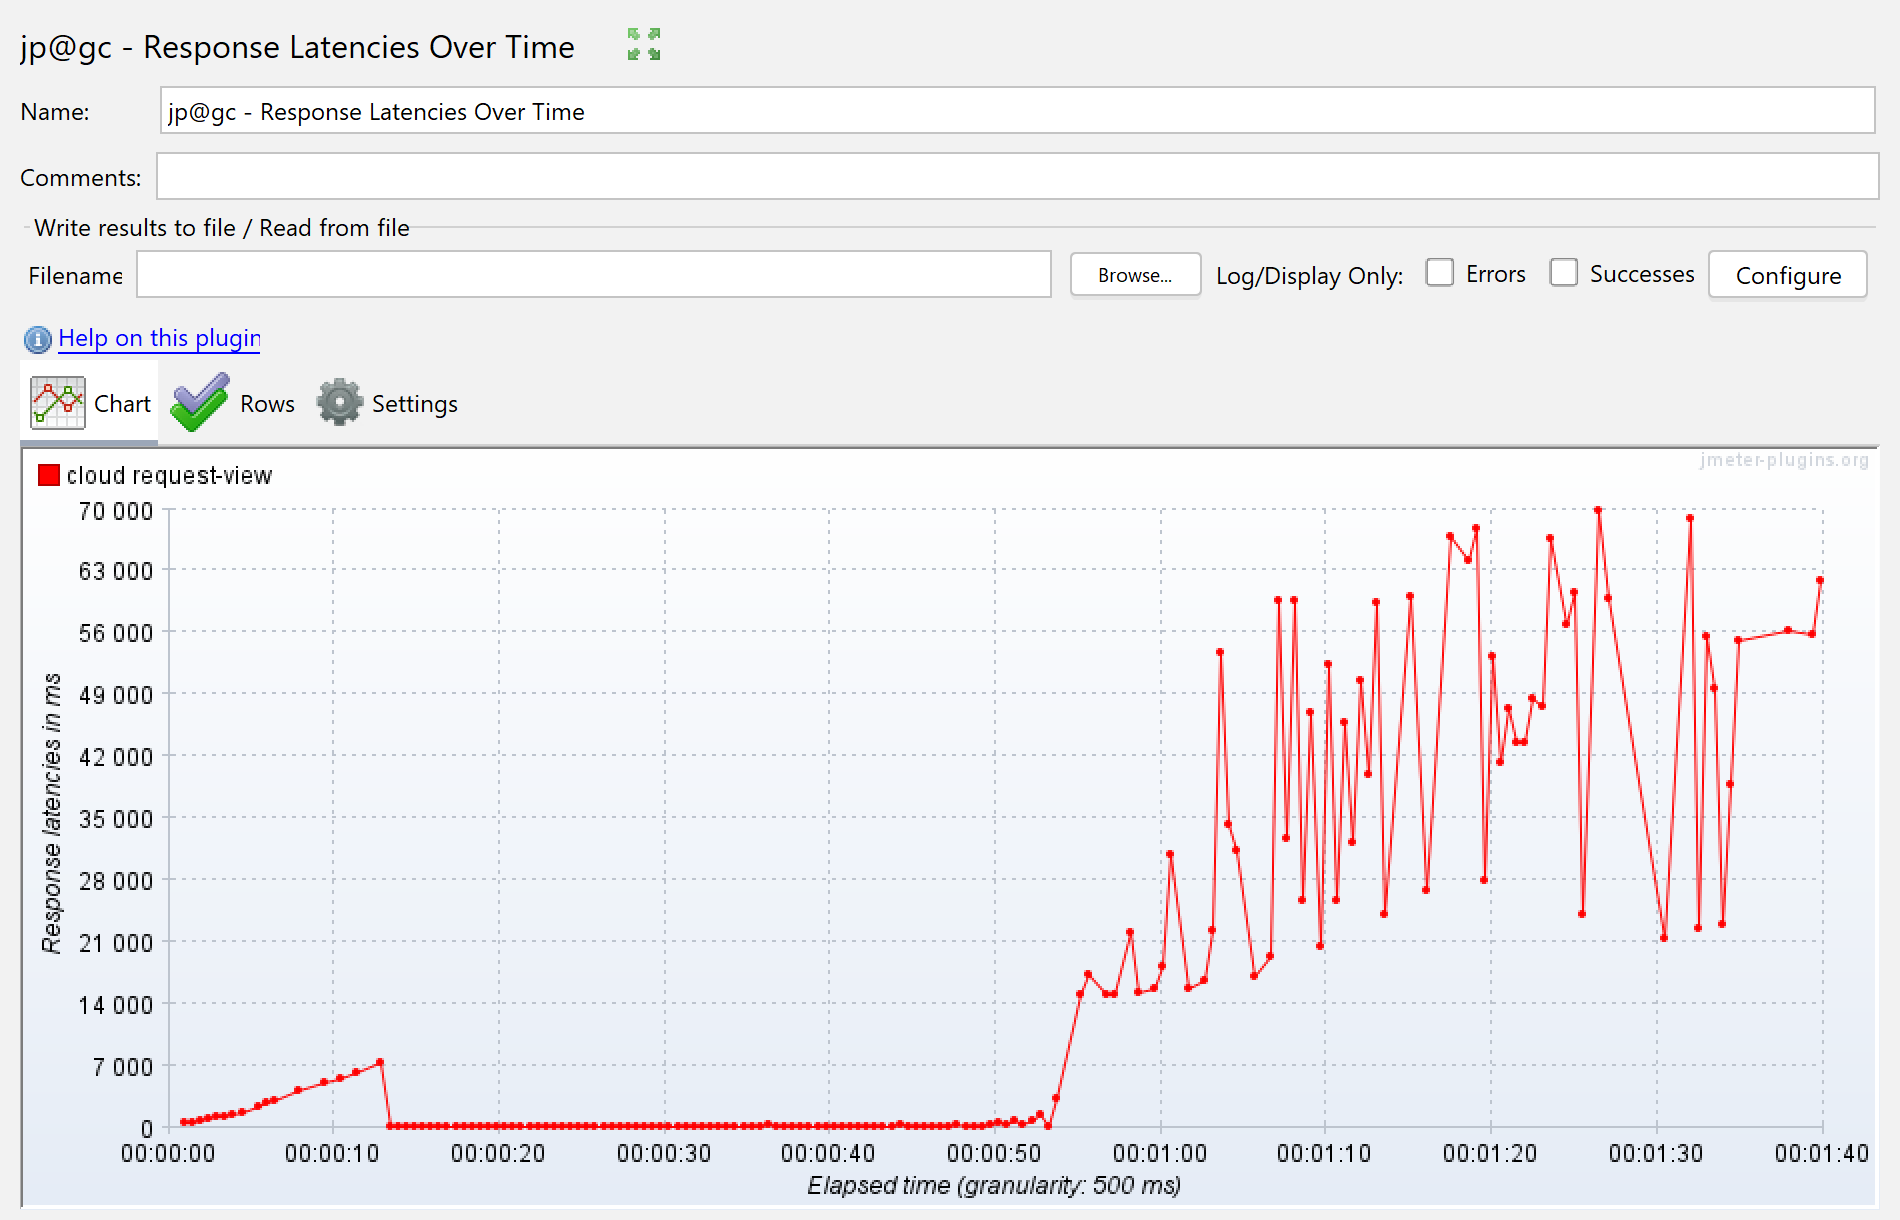 jp@gc - Response Latencies Over Time
Name: jp@gc - Response Latencies Over Time
Comments:
Write results to file / Read from file
Filename Browse... Log/Display Only: Errors Successes Configure
Help on this plugin
Chart Rows Settings
cloud request-view
jmeter-plugins.org
70 000
63 000
56 000
49 000
42 000
35 000
28 000
21 000
14 000
7 000
0
Response latencies in ms
00:00:00 00:00:10 00:00:20 00:00:30 00:00:40 00:00:50 00:01:00 00:01:10 00:01:20 00:01:30 00:01:40
Elapsed time (granularity: 500 ms)